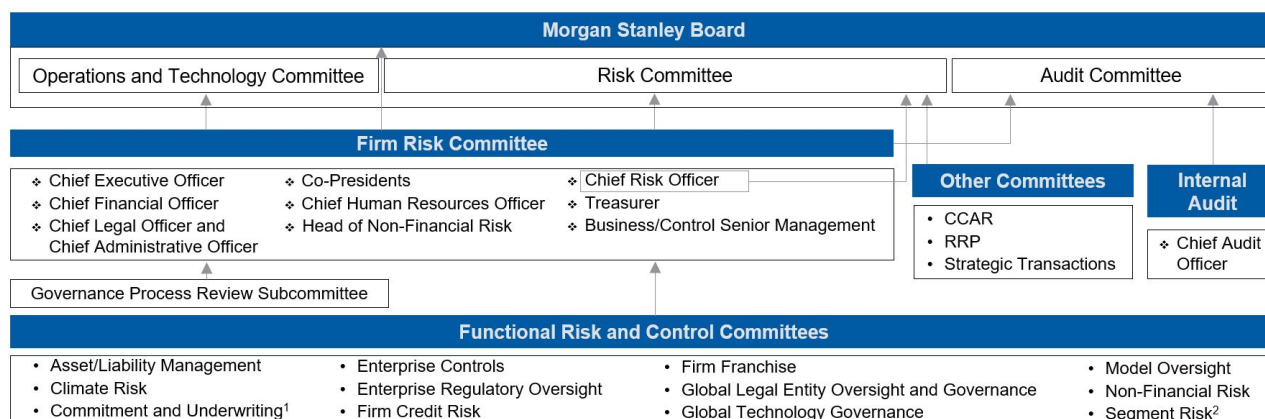 Morgan Stanley Board
Operations and Technology Committee
Risk Committee
Audit Committee
Firm Risk Committee
❖ Chief Executive Officer
❖ Chief Financial Officer
❖ Chief Legal Officer and
Chief Administrative Officer
❖ Co-Presidents
❖ Chief Human Resources Officer
❖ Head of Non-Financial Risk
❖ Chief Risk Officer
❖ Treasurer
❖ Business/Control Senior Management
Other Committees
• CCAR
• RRP
• Strategic Transactions
Internal
Audit
❖ Chief Audit
Officer
Governance Process Review Subcommittee
Functional Risk and Control Committees
• Asset/Liability Management
• Climate Risk
• Commitment and Underwriting¹
• Enterprise Controls
• Enterprise Regulatory Oversight
• Firm Credit Risk
• Firm Franchise
• Global Legal Entity Oversight and Governance
• Global Technology Governance
• Model Oversight
• Non-Financial Risk
• Segment Risk²